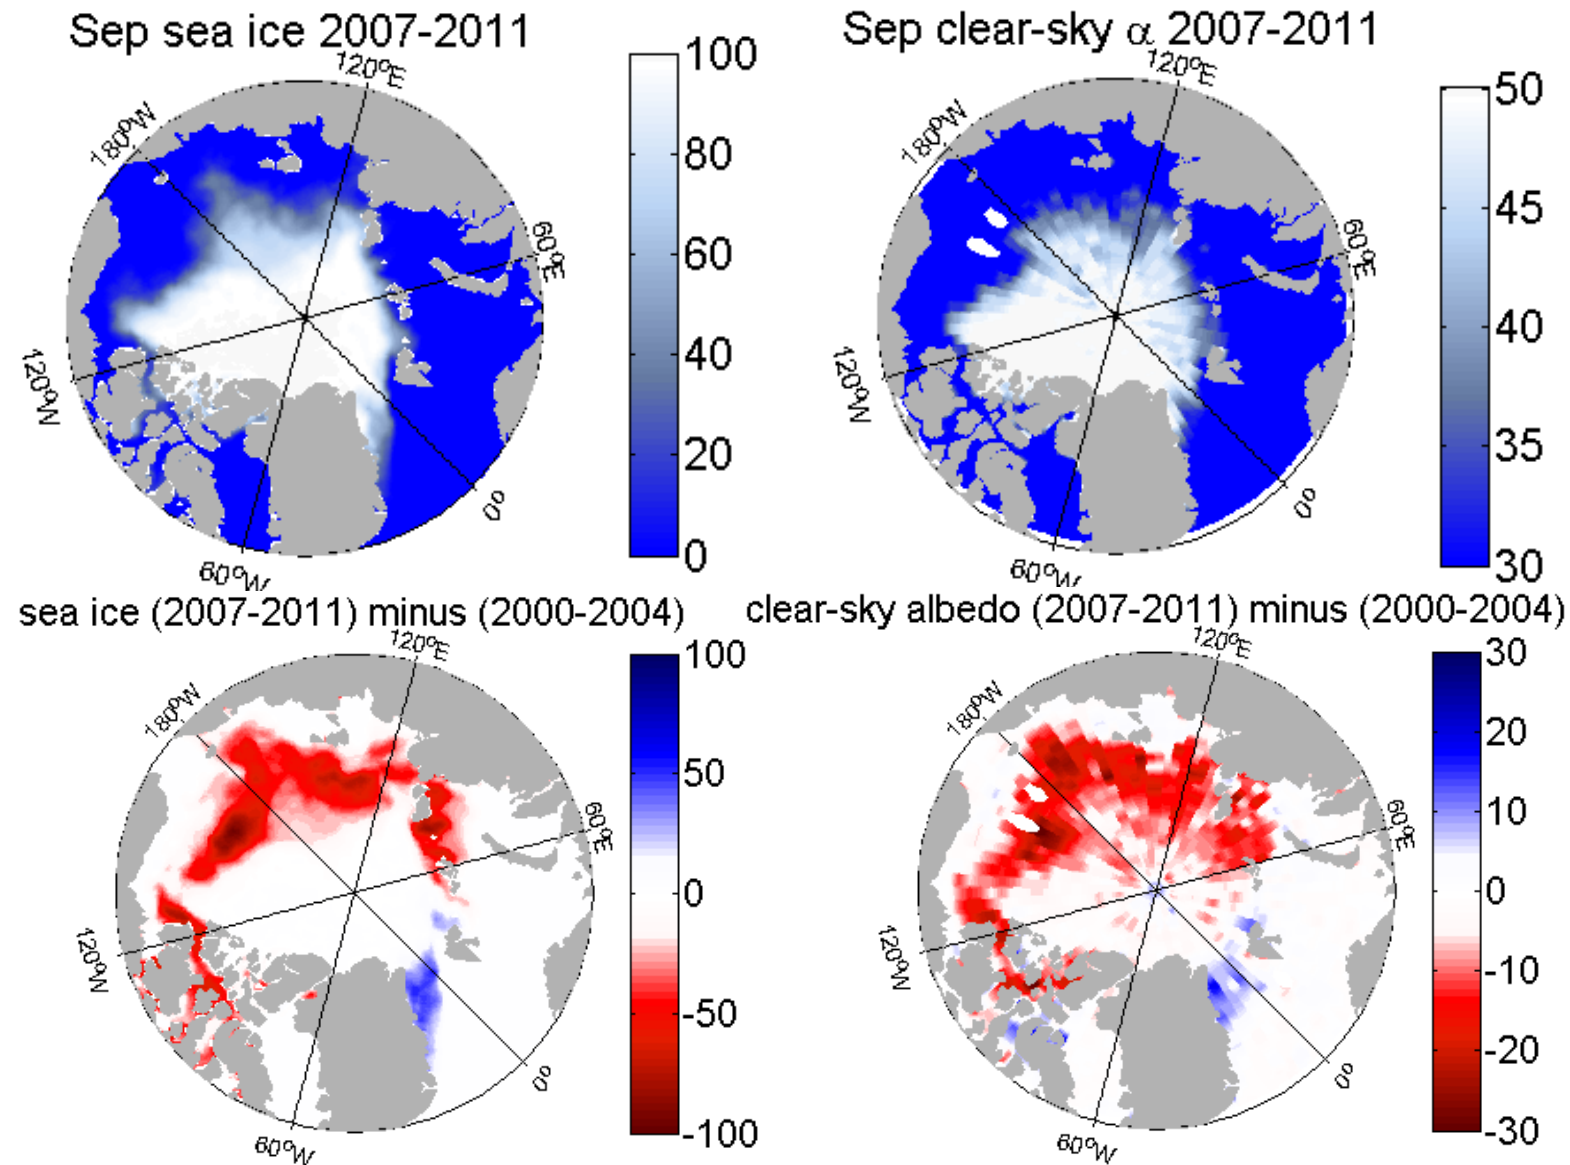 Sep sea ice 2007-2011
120°E
180°W
60°E
120°W
60°W
0°
100
80
60
40
20
0
Sep clear-sky α 2007-2011
120°E
180°W
60°E
120°W
60°W
0°
50
45
40
35
30
sea ice (2007-2011) minus (2000-2004)
120°E
180°W
60°E
120°W
60°W
0°
100
50
0
-50
-100
clear-sky albedo (2007-2011) minus (2000-2004)
120°E
180°W
60°E
120°W
60°W
0°
30
20
10
0
-10
-20
-30